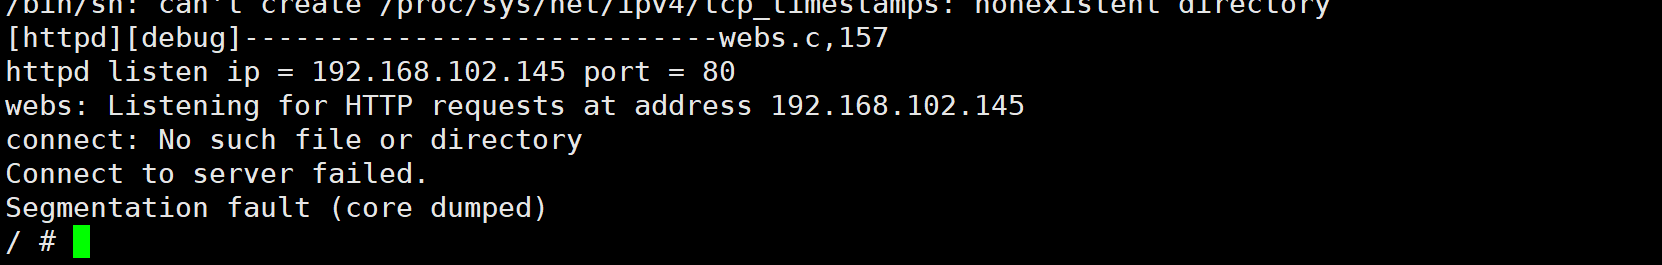 /bin/sh: can't create /proc/sys/net/ipv4/tcp_timestamps: nonexistent directory
[httpd][debug]----------------------------webs.c,157
httpd listen ip = 192.168.102.145 port = 80
webs: Listening for HTTP requests at address 192.168.102.145
connect: No such file or directory
Connect to server failed.
Segmentation fault (core dumped)
/ #